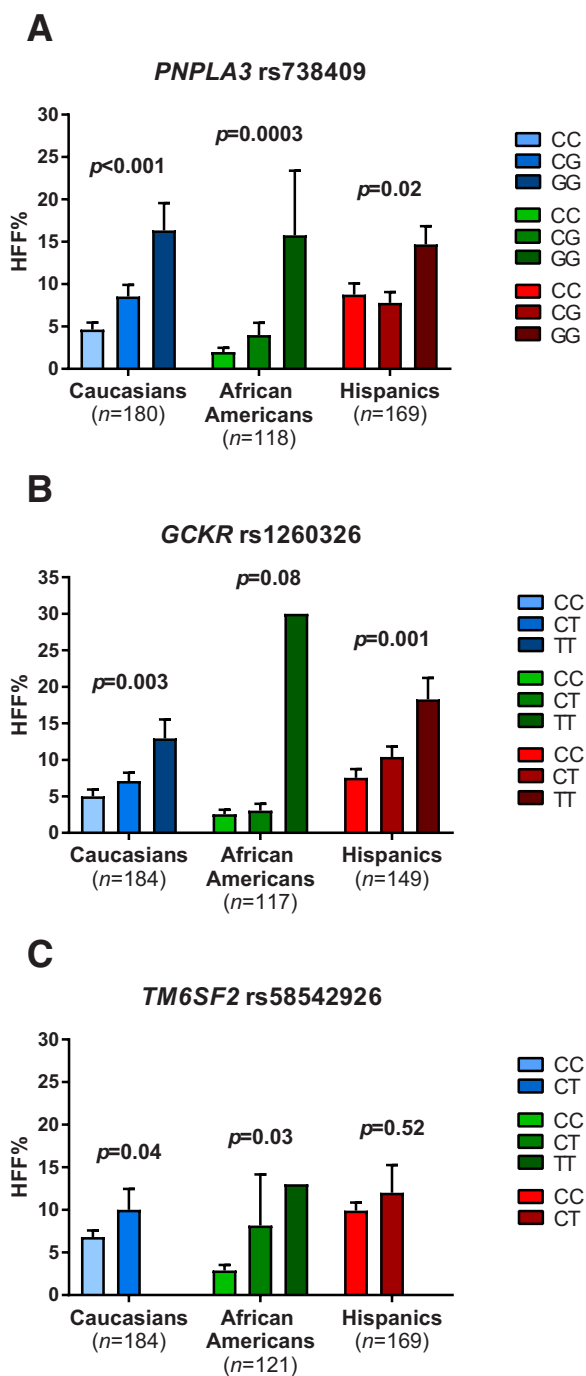 A
PNPLA3 rs738409
30
25
20
15
10
5
0
HFF%
p<0.001
p=0.0003
p=0.02
Caucasians
(n=180)
African
Americans
(n=118)
Hispanics
(n=169)
CC
CG
GG
CC
CG
GG
CC
CG
GG
B
GCKR rs1260326
35
30
25
20
15
10
5
0
HFF%
p=0.003
p=0.08
p=0.001
Caucasians
(n=184)
African
Americans
(n=117)
Hispanics
(n=149)
CC
CT
TT
CC
CT
TT
CC
CT
TT
C
TM6SF2 rs58542926
30
25
20
15
10
5
0
HFF%
p=0.04
p=0.03
p=0.52
Caucasians
(n=184)
African
Americans
(n=121)
Hispanics
(n=169)
CC
CT
CC
CT
TT
CC
CT